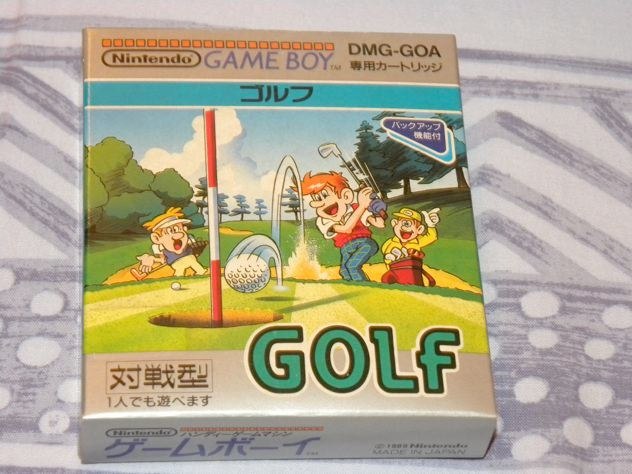 Nintendo GAME BOY TM DMG-GOA
専用カートリッジ
ゴルフ
バックアップ
機能付
GOLF
対戦型
1人でも遊べます
Nintendo ハンディーゲームマシン
ゲームボーイ TM
©1989 Nintendo
MADE IN JAPAN